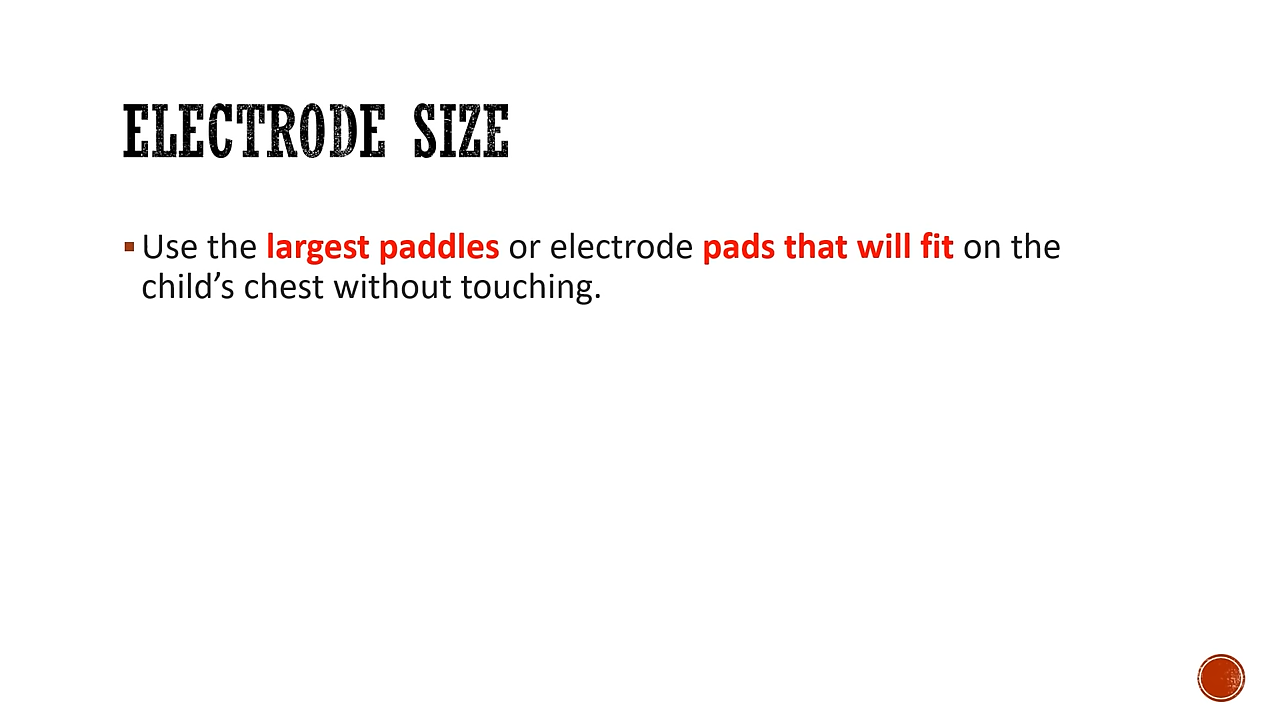 ELECTRODE SIZE
▪ Use the largest paddles or electrode pads that will fit on the
child’s chest without touching.